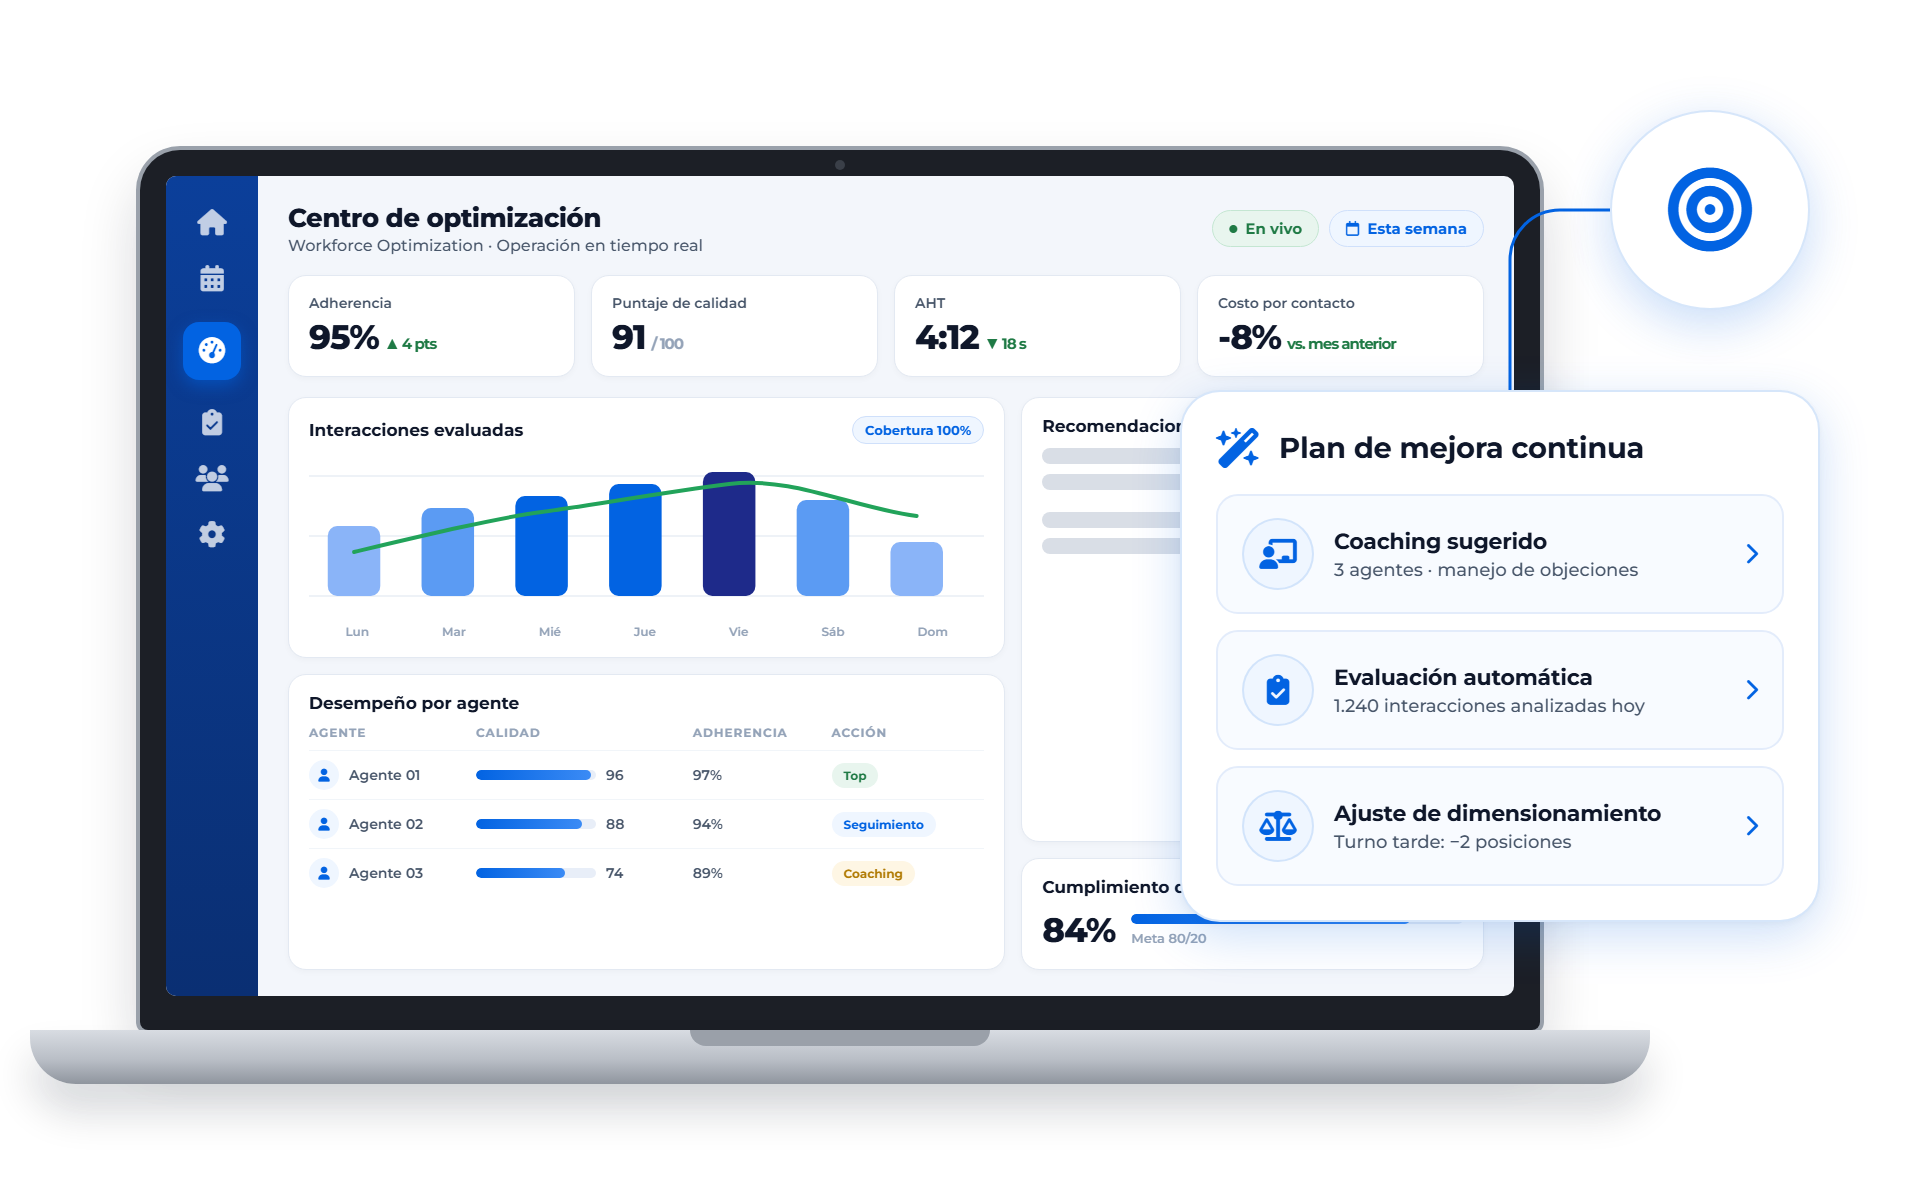 Centro de optimización
Workforce Optimization · Operación en tiempo real
En vivo
Esta semana
Adherencia
95% ▲ 4 pts
Puntaje de calidad
91 / 100
AHT
4:12 ▼ 18 s
Costo por contacto
-8% vs. mes anterior
Interacciones evaluadas
Cobertura 100%
Lun Mar Mié Jue Vie Sáb Dom
Desempeño por agente
AGENTE CALIDAD ADHERENCIA ACCIÓN
Agente 01 96 97% Top
Agente 02 88 94% Seguimiento
Agente 03 74 89% Coaching
Cumplimiento
84%
Meta 80/20
Plan de mejora continua
Coaching sugerido
3 agentes · manejo de objeciones
Evaluación automática
1.240 interacciones analizadas hoy
Ajuste de dimensionamiento
Turno tarde: −2 posiciones